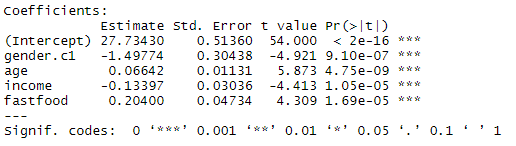 Coefficients:
            Estimate Std. Error t value Pr(>|t|)
(Intercept) 27.73430    0.51360  54.000  < 2e-16 ***
gender.c1   -1.49774    0.30438  -4.921 9.10e-07 ***
age          0.06642    0.01131   5.873 4.75e-09 ***
income      -0.13397    0.03036  -4.413 1.05e-05 ***
fastfood     0.20400    0.04734   4.309 1.69e-05 ***
---
Signif. codes:  0 ‘***’ 0.001 ‘**’ 0.01 ‘*’ 0.05 ‘.’ 0.1 ‘ ’ 1